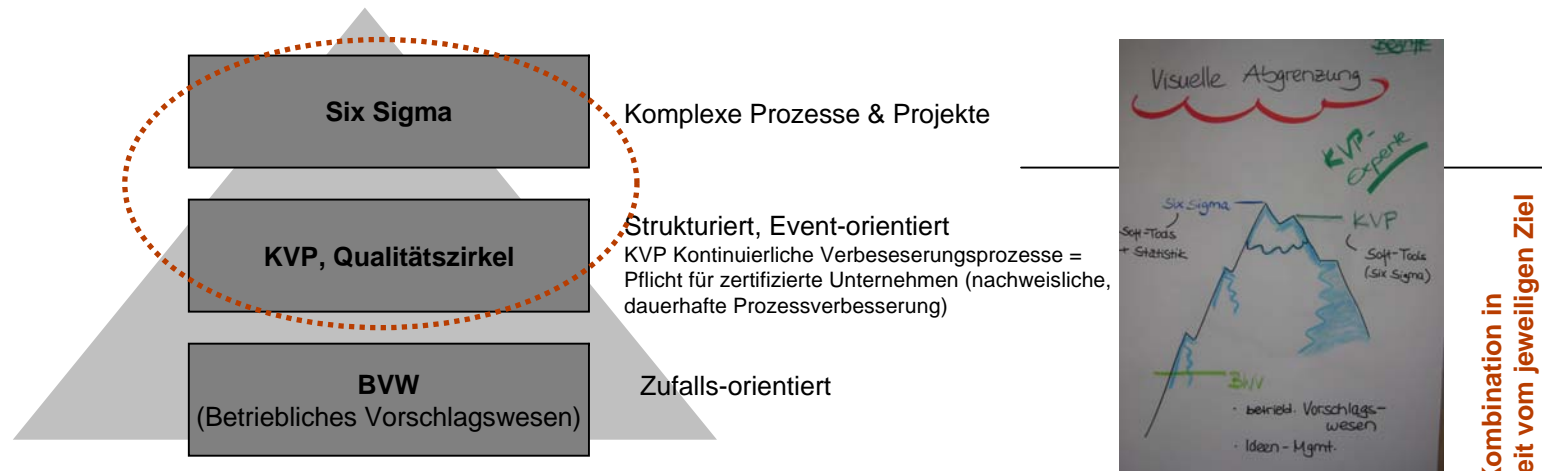 Six Sigma
Komplexe Prozesse & Projekte
KVP, Qualitätszirkel
Strukturiert, Event-orientiert
KVP Kontinuierliche Verbeseserungsprozesse =
Pflicht für zertifizierte Unternehmen (nachweisliche,
dauerhafte Prozessverbesserung)
BVW
(Betriebliches Vorschlagswesen)
Zufalls-orientiert
Begriffe
Visuelle Abgrenzung
KVP-
Experte
Six Sigma
Soft-Tools
+ Statistik
KVP
Soft-Tools
(Six Sigma)
BVW
· betriebl. Vorschlags-
wesen
· Ideen-Mgmt.
Kombination in
eit vom jeweiligen Ziel